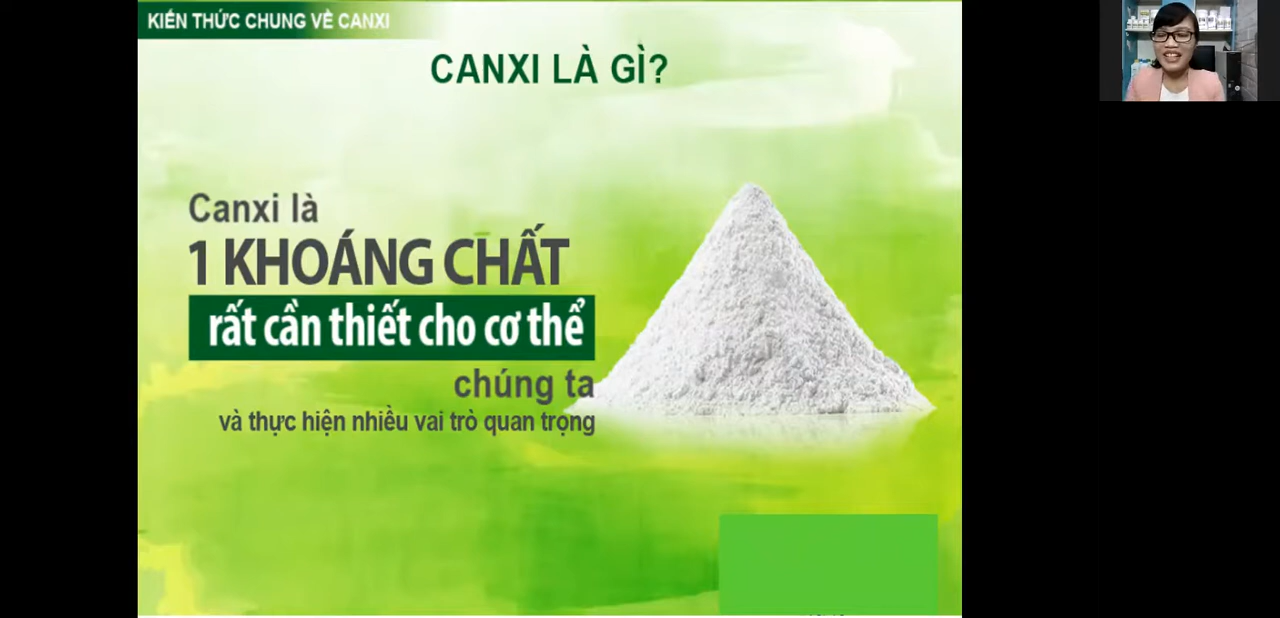 KIẾN THỨC CHUNG VỀ CANXI
CANXI LÀ GÌ?
Canxi là
1 KHOÁNG CHẤT
rất cần thiết cho cơ thể
chúng ta
và thực hiện nhiều vai trò quan trọng